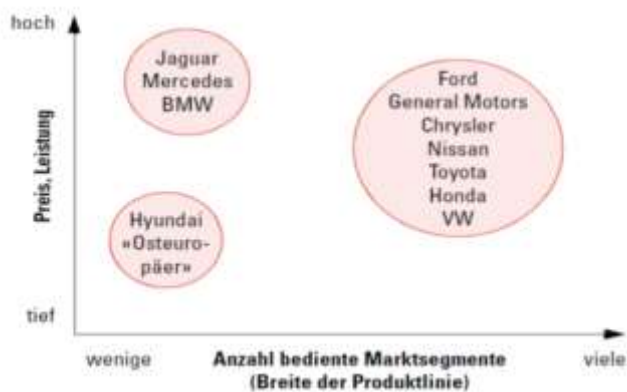 hoch
Preis, Leistung
tief
Jaguar
Mercedes
BMW
Hyundai
«Osteuro-
päer»
Ford
General Motors
Chrysler
Nissan
Toyota
Honda
VW
wenige
Anzahl bediente Marktsegmente
(Breite der Produktlinie)
viele